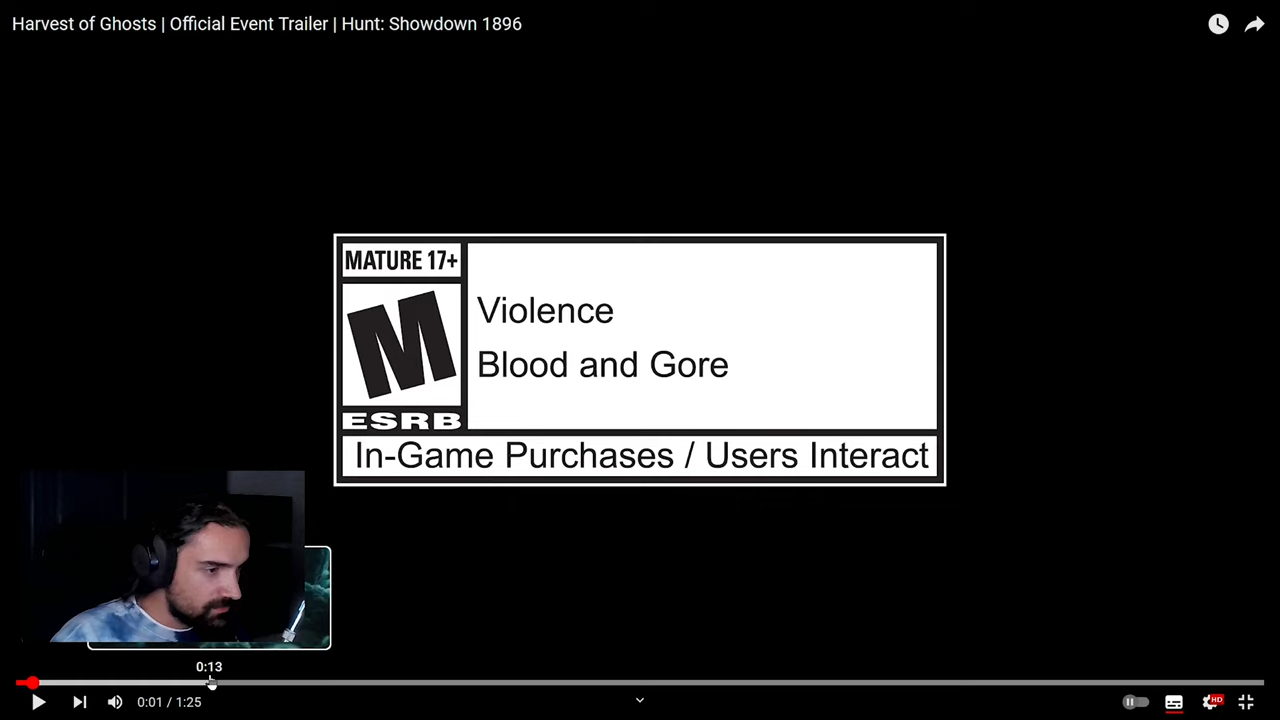 Harvest of Ghosts | Official Event Trailer | Hunt: Showdown 1896
MATURE 17+
M
ESRB
Violence
Blood and Gore
In-Game Purchases / Users Interact
0:13
0:01 / 1:25
HD